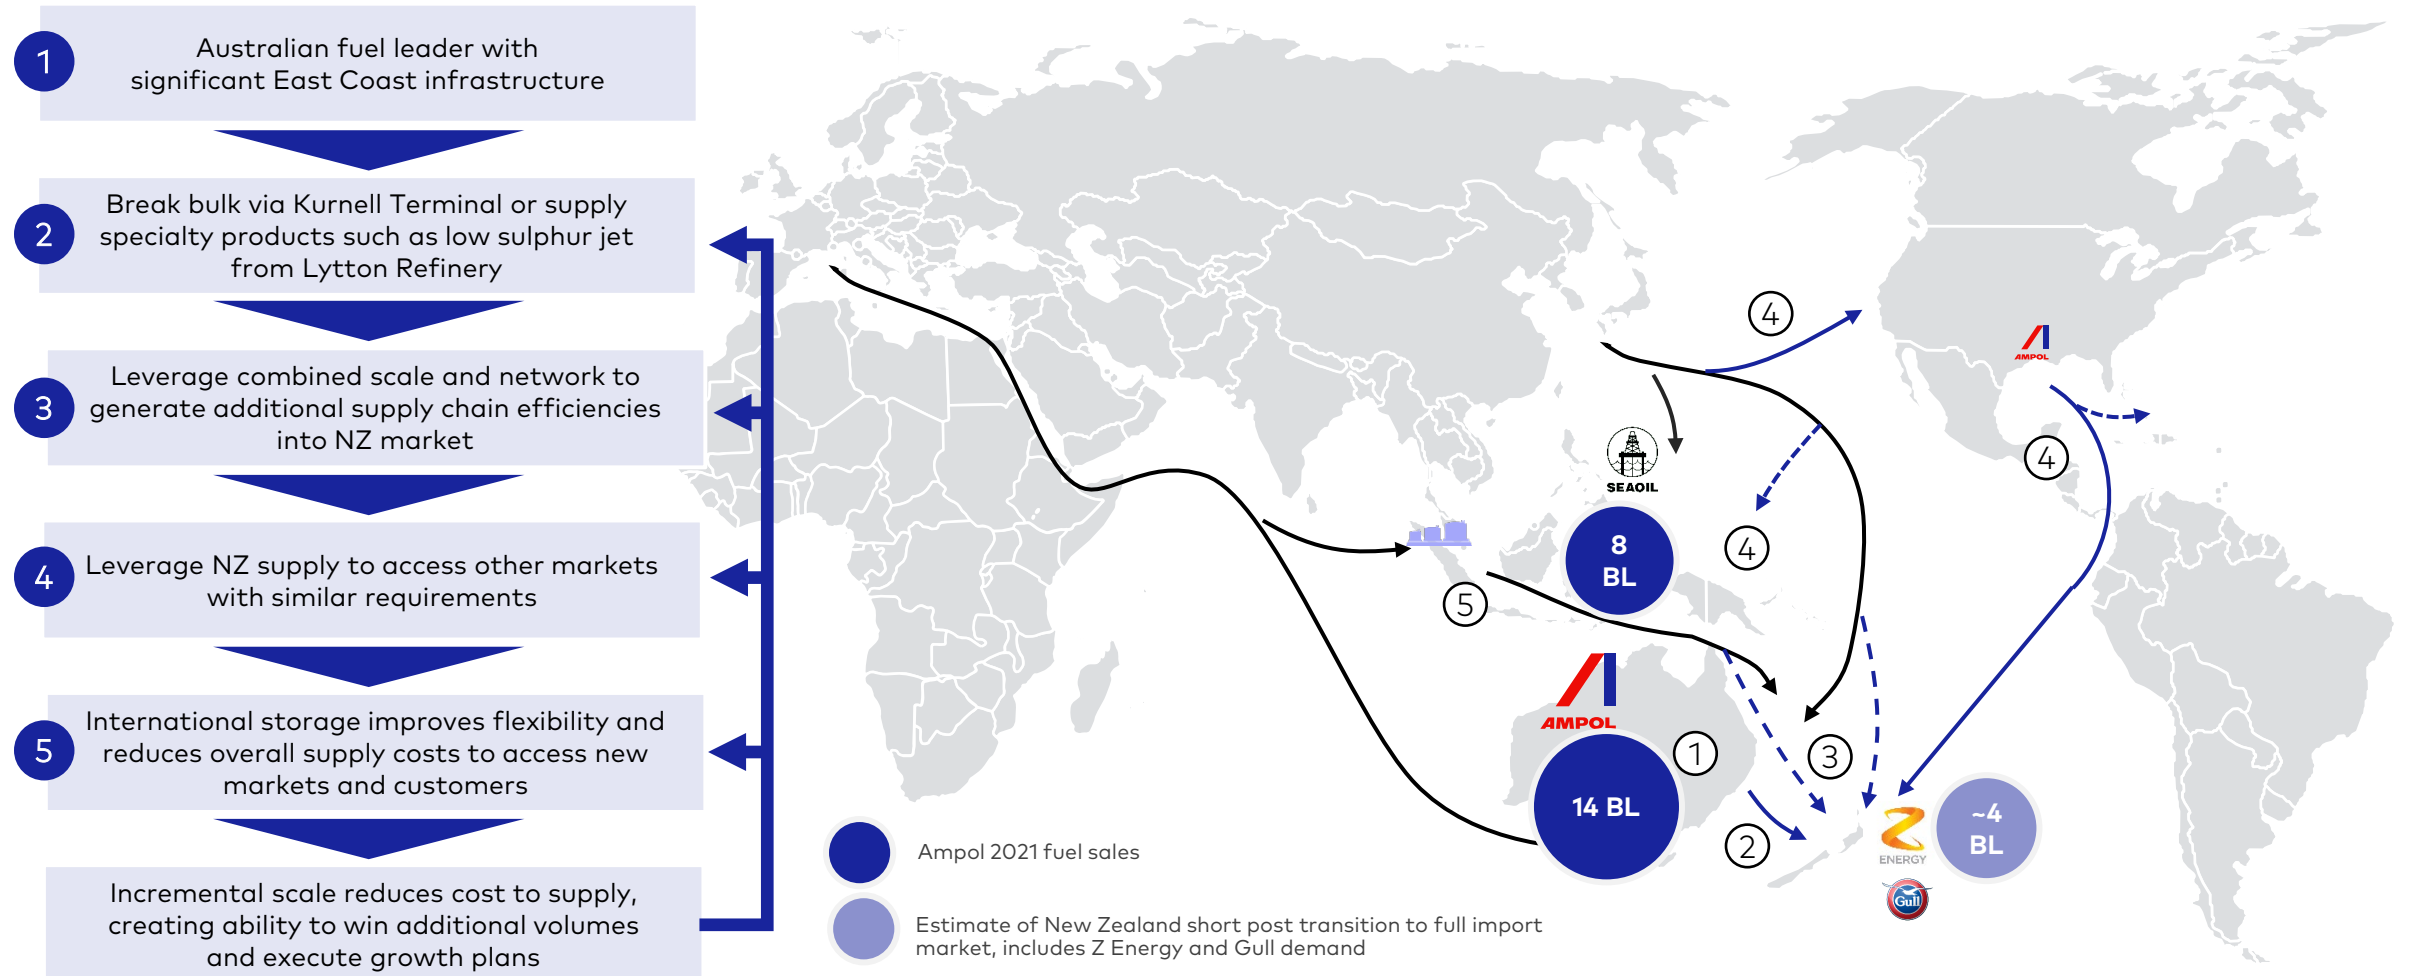 1
Australian fuel leader with
significant East Coast infrastructure
2
Break bulk via Kurnell Terminal or supply
specialty products such as low sulphur jet
from Lytton Refinery
3
Leverage combined scale and network to
generate additional supply chain efficiencies
into NZ market
4
Leverage NZ supply to access other markets
with similar requirements
5
International storage improves flexibility and
reduces overall supply costs to access new
markets and customers
Incremental scale reduces cost to supply,
creating ability to win additional volumes
and execute growth plans
4
AMPOL
4
SEAOIL
8
BL
4
5
AMPOL
14 BL
1
3
2
ENERGY
Gull
~4
BL
Ampol 2021 fuel sales
Estimate of New Zealand short post transition to full import
market, includes Z Energy and Gull demand